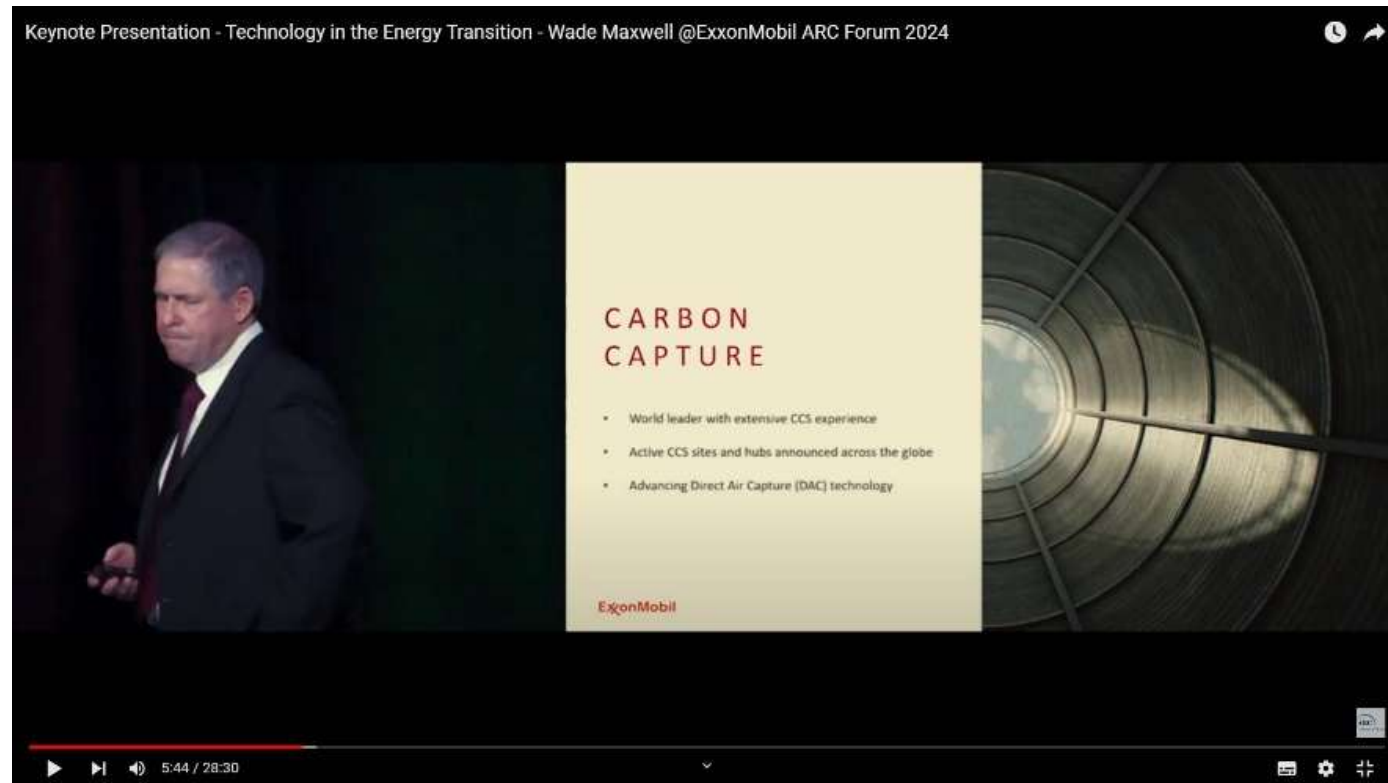 Keynote Presentation - Technology in the Energy Transition - Wade Maxwell @ExxonMobil ARC Forum 2024
CARBON
CAPTURE
• World leader with extensive CCS experience
• Active CCS sites and hubs announced across the globe
• Advancing Direct Air Capture (DAC) technology
ExxonMobil
5:44 / 28:30